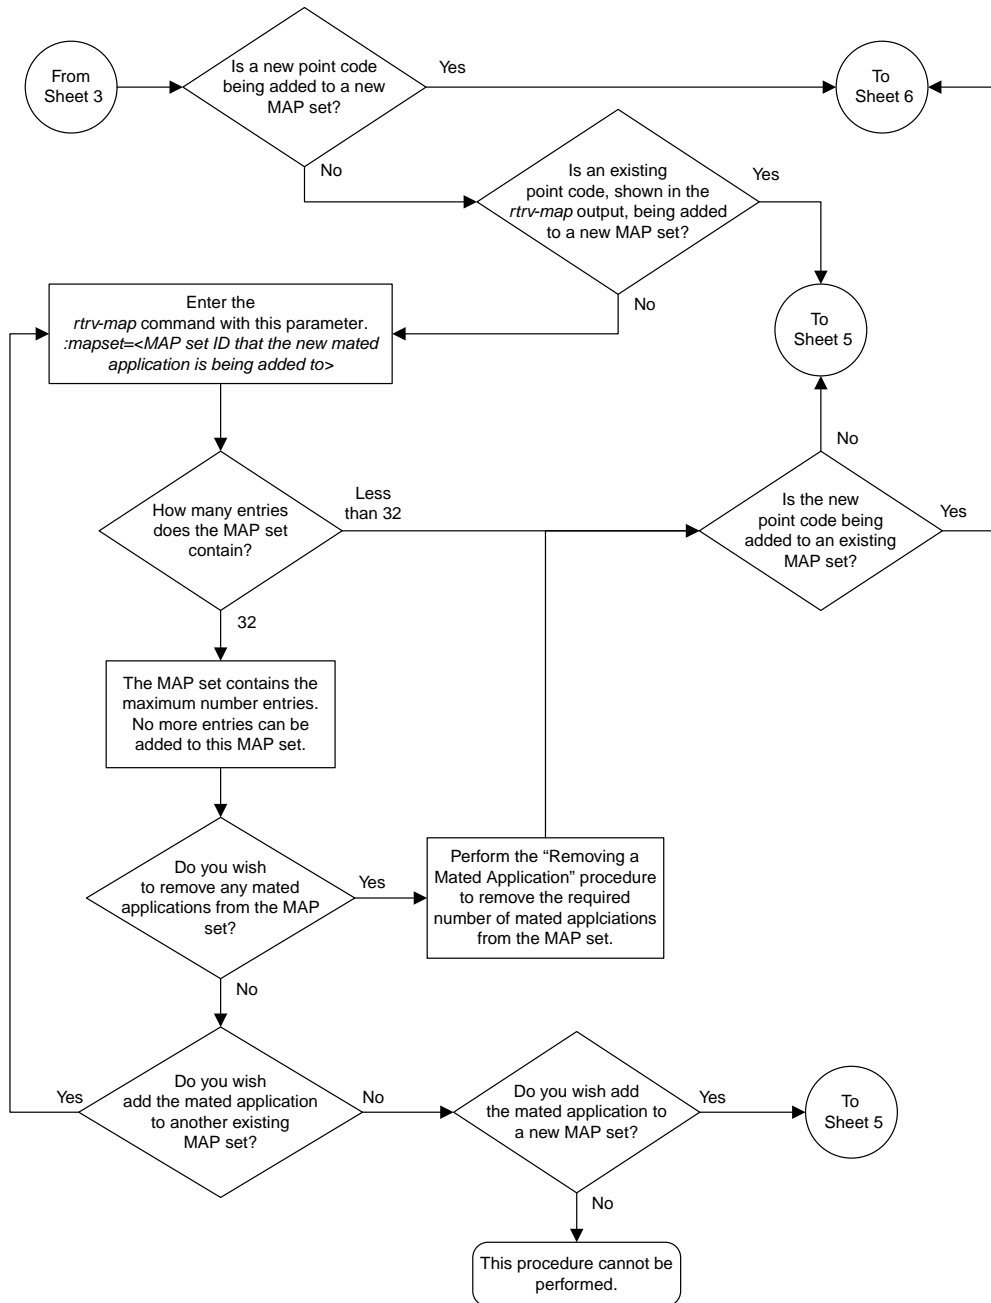 From
Sheet 3
Is a new point code
being added to a new
MAP set?
Yes
To
Sheet 6
No
Is an existing
point code, shown in the
rtrv-map output, being added
to a new MAP set?
Yes
No
To
Sheet 5
Enter the
rtrv-map command with this parameter.
:mapset=<MAP set ID that the new mated
application is being added to>
How many entries
does the MAP set
contain?
Less
than 32
No
Is the new
point code being
added to an existing
MAP set?
Yes
32
The MAP set contains the
maximum number entries.
No more entries can be
added to this MAP set.
Do you wish
to remove any mated
applications from the MAP
set?
Yes
Perform the “Removing a
Mated Application” procedure
to remove the required
number of mated applciations
from the MAP set.
No
Yes
Do you wish
add the mated application
to another existing
MAP set?
No
Do you wish add
the mated application to
a new MAP set?
Yes
To
Sheet 5
No
This procedure cannot be
performed.